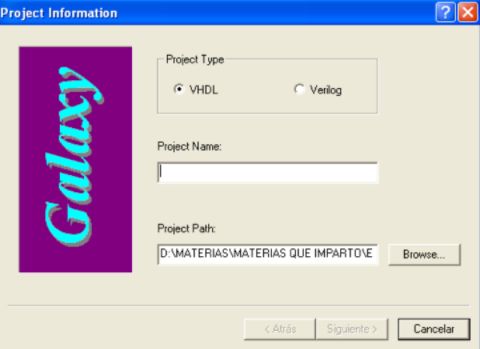 Project Information
Galaxy
Project Type
VHDL
Verilog
Project Name:
Project Path:
D:\MATERIAS\MATERIAS QUE IMPARTO\E
Browse...
< Atrás
Siguiente >
Cancelar